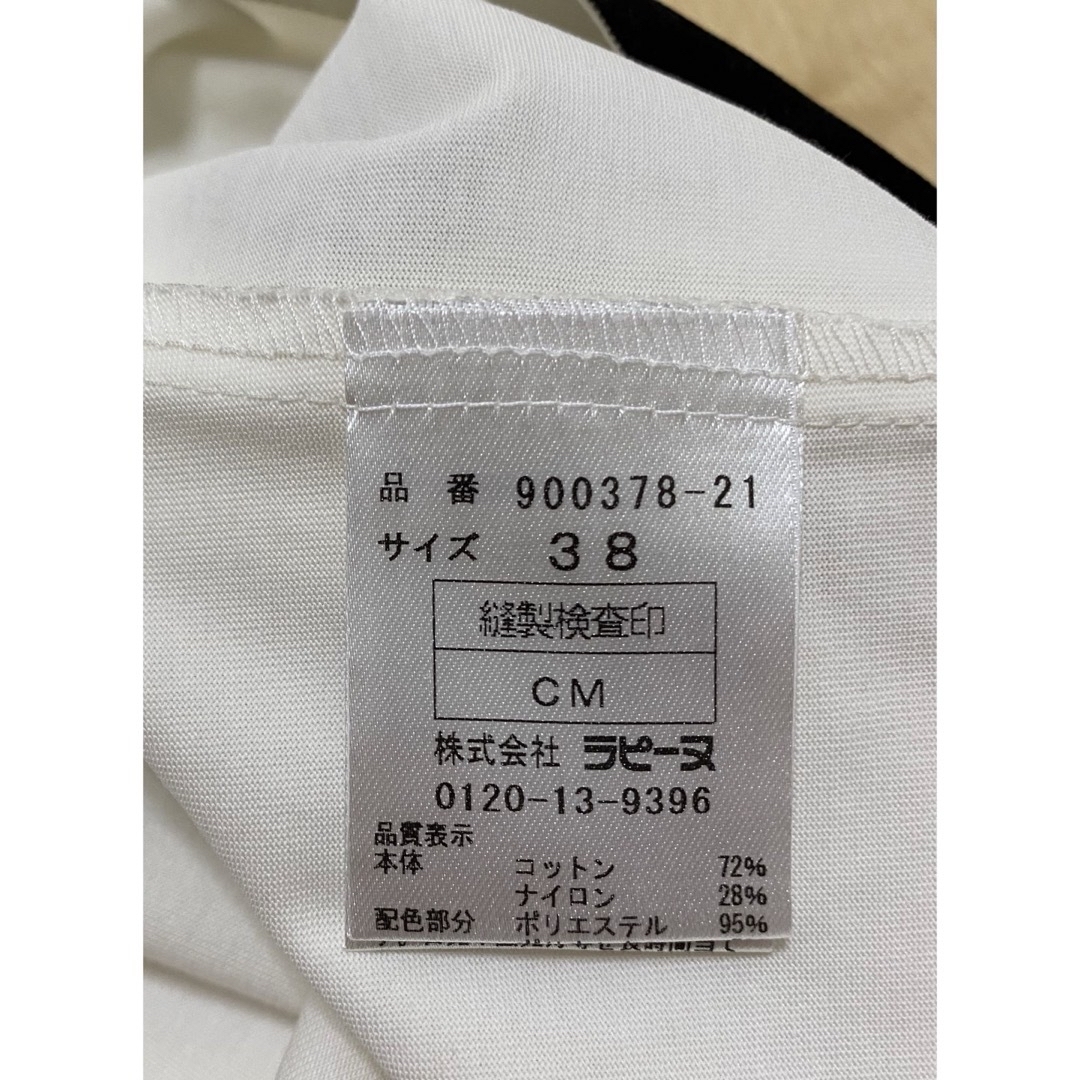 品 番 900378-21
サイズ 38
縫製検査印
CM
株式会社 ラピーヌ
0120-13-9396
品質表示
本体 コットン 72%
ナイロン 28%
配色部分 ポリエステル 95%